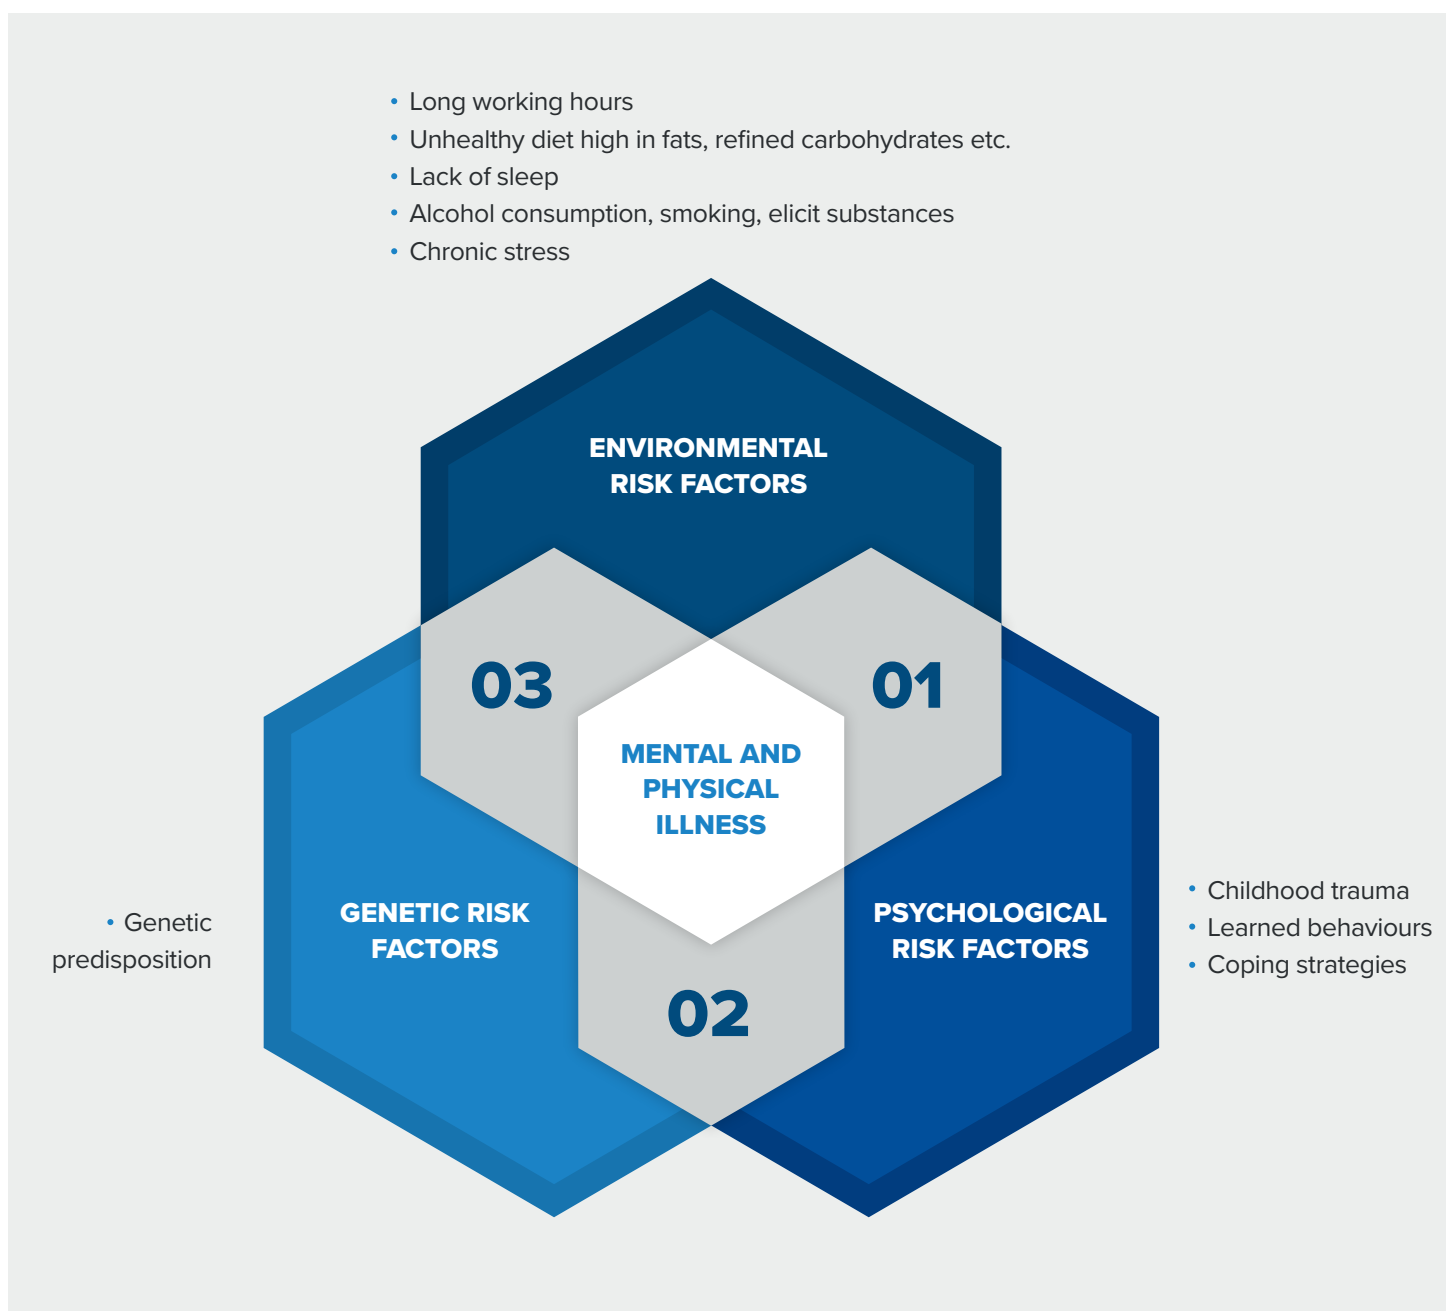 • Long working hours
• Unhealthy diet high in fats, refined carbohydrates etc.
• Lack of sleep
• Alcohol consumption, smoking, elicit substances
• Chronic stress
ENVIRONMENTAL
RISK FACTORS
03
01
MENTAL AND
PHYSICAL
ILLNESS
• Genetic
predisposition
GENETIC RISK
FACTORS
PSYCHOLOGICAL
RISK FACTORS
• Childhood trauma
• Learned behaviours
• Coping strategies
02